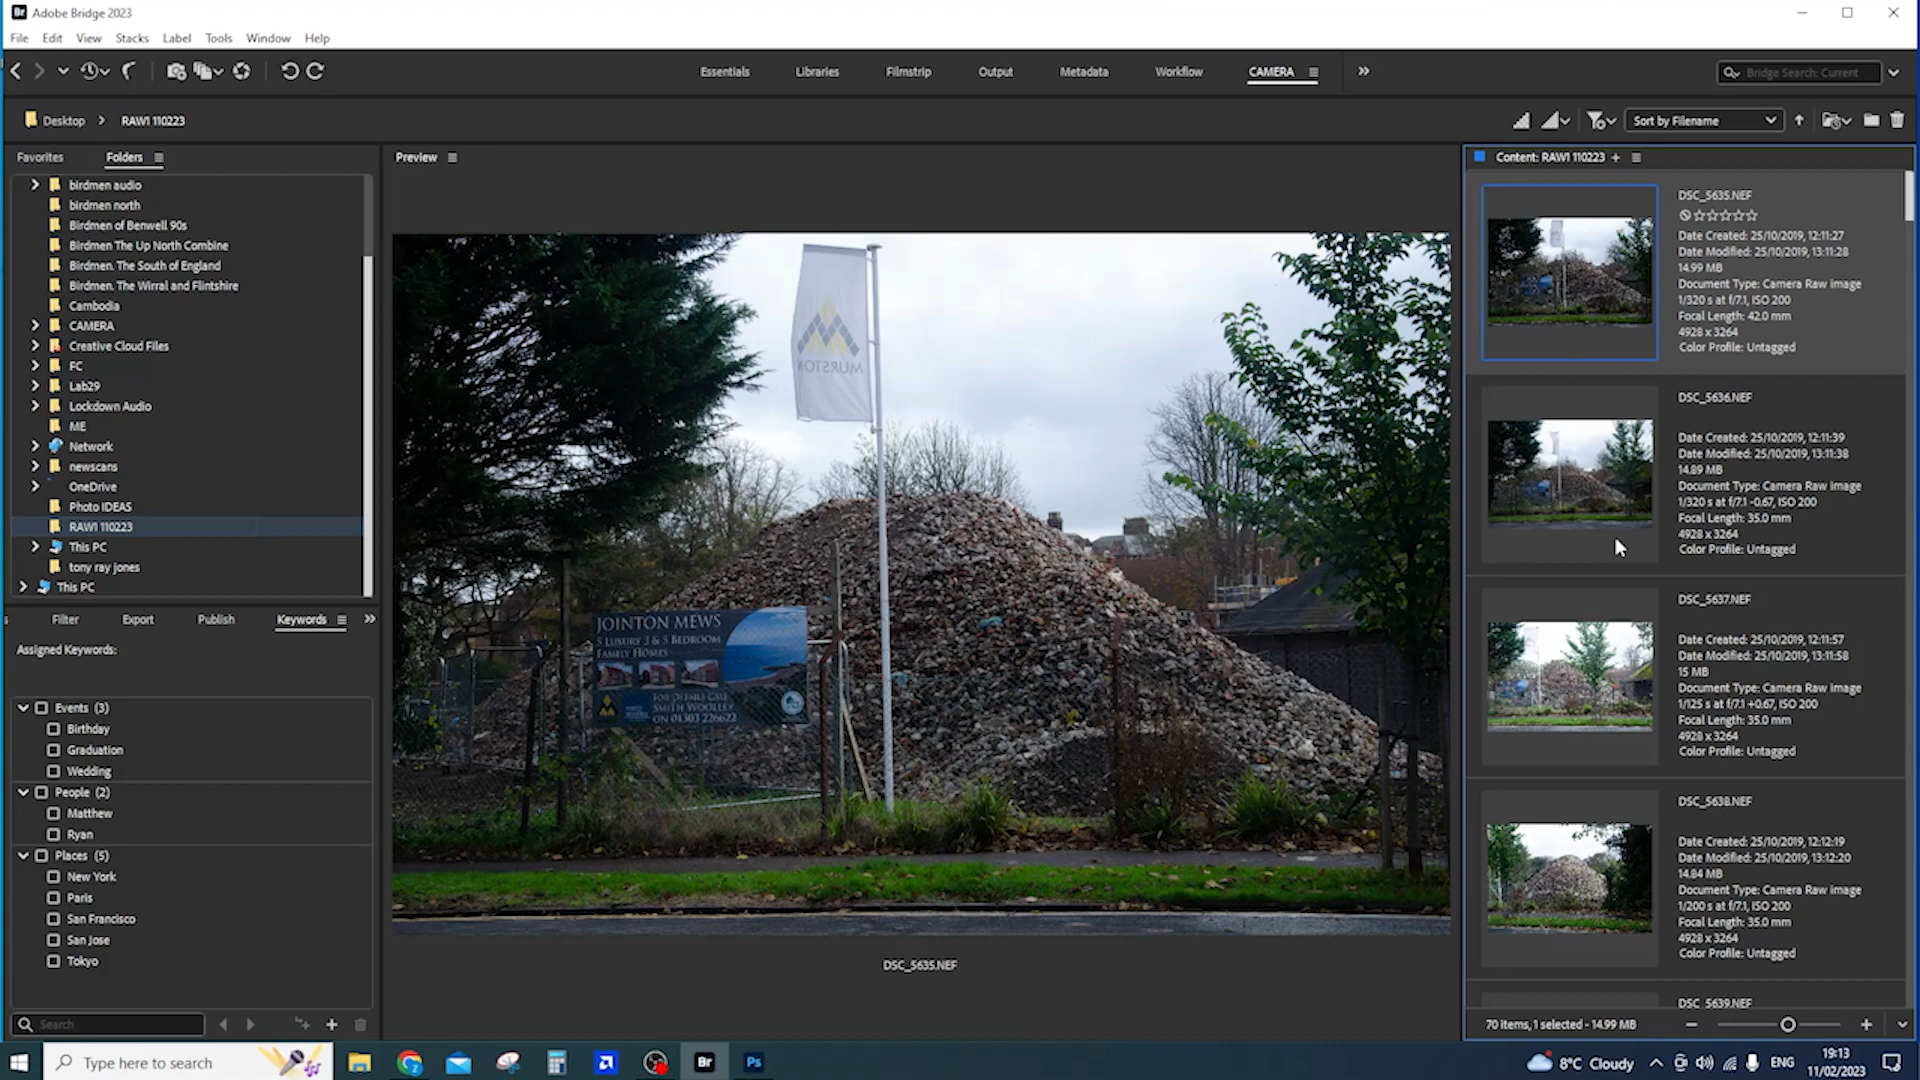 Br Adobe Bridge 2023
File Edit View Stacks Label Tools Window Help
Essentials Libraries Filmstrip Output Metadata Workflow CAMERA
Bridge Search: Current
Desktop RAW1 110223
Sort by Filename
Favorites Folders
birdmen audio
birdmen north
Birdmen of Benwell 90s
Birdmen The Up North Combine
Birdmen. The South of England
Birdmen. The Wirral and Flintshire
Cambodia
CAMERA
Creative Cloud Files
FC
Lab29
Lockdown Audio
ME
Network
newscans
OneDrive
Photo IDEAS
RAW1 110223
This PC
tony ray jones
This PC
s Filter Export Publish Keywords
Assigned Keywords:
Events (3)
Birthday
Graduation
Wedding
People (2)
Matthew
Ryan
Places (5)
New York
Paris
San Francisco
San Jose
Tokyo
Search
Preview
MURSTON
JOINTON MEWS
5 LUXURY 3 & 5 BEDROOM
FAMILY HOMES
FOR DETAILS CALL
SMITH WOOLLEY
ON 01303 226622
DSC_5635.NEF
Content: RAW1 110223
DSC_5635.NEF
Date Created: 25/10/2019, 12:11:27
Date Modified: 25/10/2019, 13:11:28
14.99 MB
Document Type: Camera Raw image
1/320 s at f/7.1, ISO 200
Focal Length: 42.0 mm
4928 x 3264
Color Profile: Untagged
DSC_5636.NEF
Date Created: 25/10/2019, 12:11:39
Date Modified: 25/10/2019, 13:11:38
14.89 MB
Document Type: Camera Raw image
1/320 s at f/7.1 -0.67, ISO 200
Focal Length: 35.0 mm
4928 x 3264
Color Profile: Untagged
DSC_5637.NEF
Date Created: 25/10/2019, 12:11:57
Date Modified: 25/10/2019, 13:11:58
15 MB
Document Type: Camera Raw image
1/125 s at f/7.1 +0.67, ISO 200
Focal Length: 35.0 mm
4928 x 3264
Color Profile: Untagged
DSC_5638.NEF
Date Created: 25/10/2019, 12:12:19
Date Modified: 25/10/2019, 13:12:20
14.84 MB
Document Type: Camera Raw image
1/200 s at f/7.1, ISO 200
Focal Length: 35.0 mm
4928 x 3264
Color Profile: Untagged
DSC_5639.NEF
70 items, 1 selected - 14.99 MB
Type here to search
Br
Ps
8°C Cloudy
ENG
19:13
11/02/2023